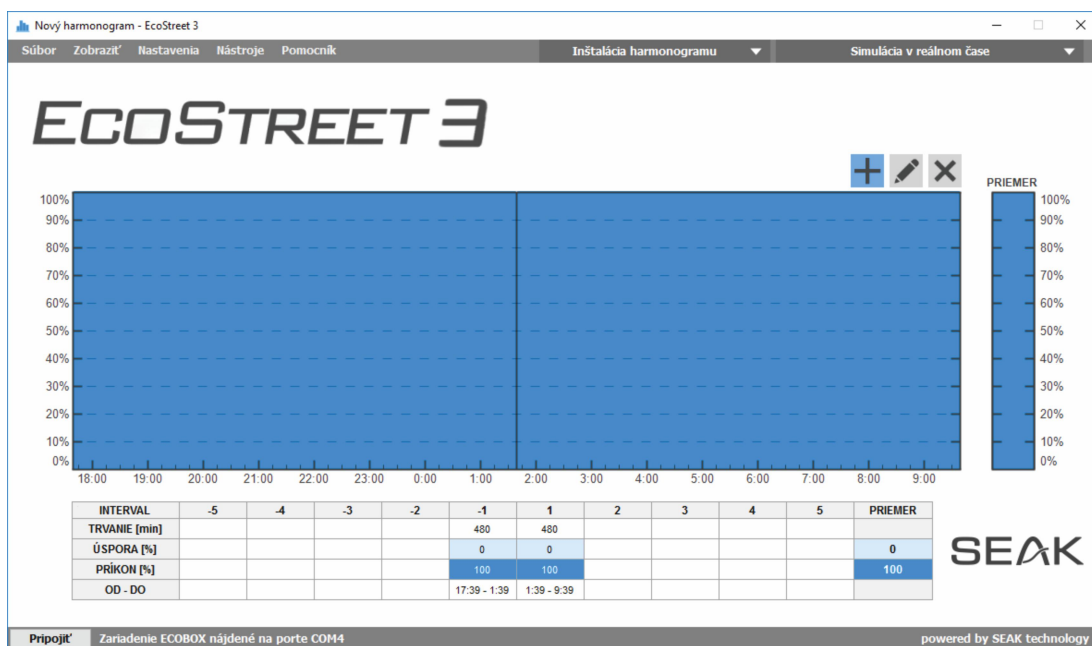 Nový harmonogram - EcoStreet 3
Súbor Zobraziť Nastavenia Nástroje Pomocník Inštalácia harmonogramu Simulácia v reálnom čase
ECOSTREET 3
PRIEMER
100% 100%
90% 90%
80% 80%
70% 70%
60% 60%
50% 50%
40% 40%
30% 30%
20% 20%
10% 10%
0% 0%
18:00 19:00 20:00 21:00 22:00 23:00 0:00 1:00 2:00 3:00 4:00 5:00 6:00 7:00 8:00 9:00
INTERVAL -5 -4 -3 -2 -1 1 2 3 4 5 PRIEMER
TRVANIE [min] 480 480
ÚSPORA [%] 0 0 0
PRÍKON [%] 100 100 100
OD - DO 17:39 - 1:39 1:39 - 9:39
SEAK
Pripojiť Zariadenie ECOBOX nájdené na porte COM4 powered by SEAK technology